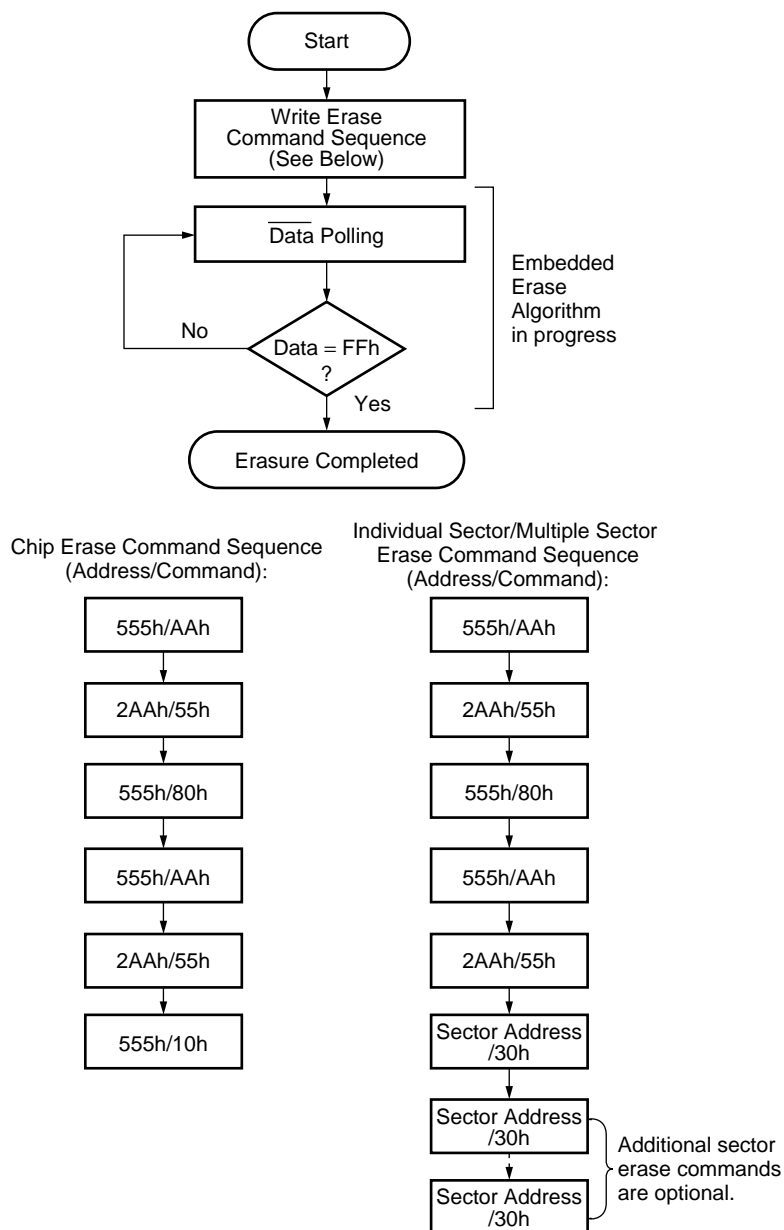 Start
Write Erase
Command Sequence
(See Below)
Data Polling
Embedded
Erase
Algorithm
in progress
No
Data = FFh
?
Yes
Erasure Completed
Chip Erase Command Sequence
(Address/Command):
555h/AAh
2AAh/55h
555h/80h
555h/AAh
2AAh/55h
555h/10h
Individual Sector/Multiple Sector
Erase Command Sequence
(Address/Command):
555h/AAh
2AAh/55h
555h/80h
555h/AAh
2AAh/55h
Sector Address
/30h
Sector Address
/30h
Sector Address
/30h
Additional sector
erase commands
are optional.